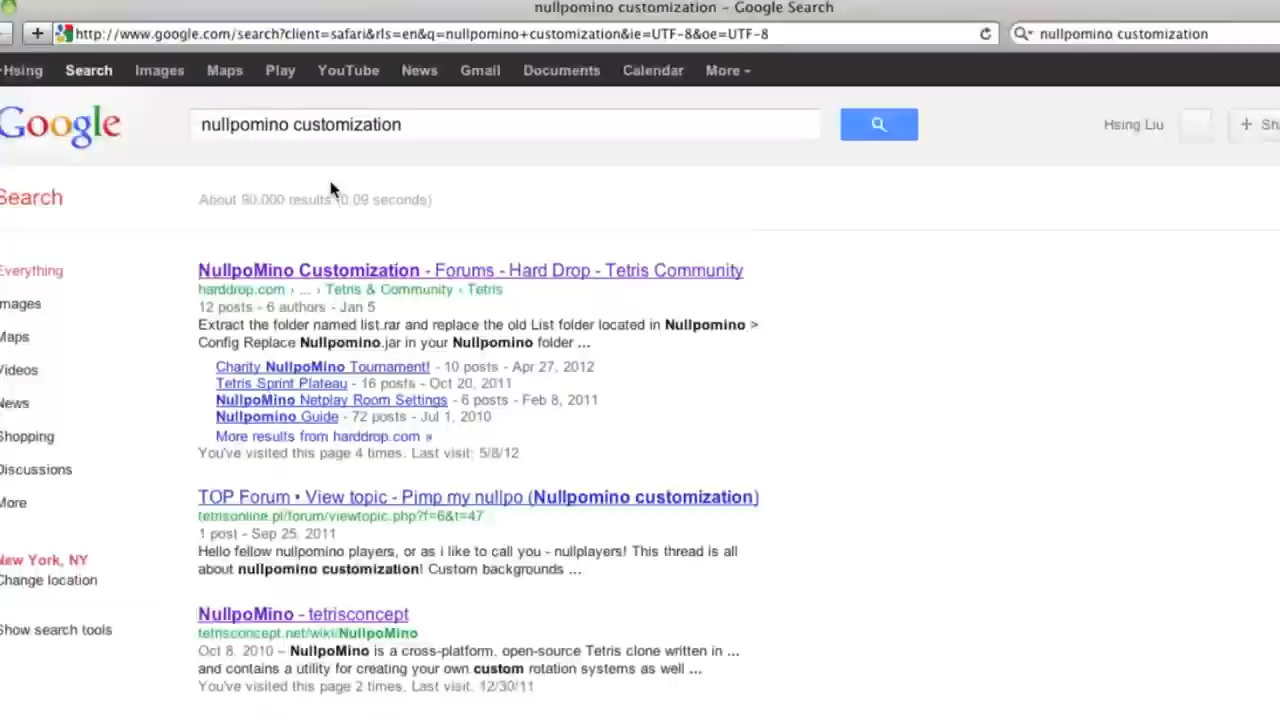 nullpomino customization – Google Search
http://www.google.com/search?client=safari&rls=en&q=nullpomino+customization&ie=UTF-8&oe=UTF-8
nullpomino customization
Hsing Search Images Maps Play YouTube News Gmail Documents Calendar More
Google
nullpomino customization
Hsing Liu
+ Sh
Search
About 90,000 results (0.09 seconds)
Everything
Images
Maps
Videos
News
Shopping
Discussions
More
New York, NY
Change location
Show search tools
NullpoMino Customization - Forums - Hard Drop - Tetris Community
harddrop.com › ... › Tetris & Community › Tetris
12 posts - 6 authors - Jan 5
Extract the folder named list.rar and replace the old List folder located in Nullpomino >
Config Replace Nullpomino.jar in your Nullpomino folder ...
Charity NullpoMino Tournament! - 10 posts - Apr 27, 2012
Tetris Sprint Plateau - 16 posts - Oct 20, 2011
NullpoMino Netplay Room Settings - 6 posts - Feb 8, 2011
Nullpomino Guide - 72 posts - Jul 1, 2010
More results from harddrop.com »
You've visited this page 4 times. Last visit: 5/8/12
TOP Forum • View topic - Pimp my nullpo (Nullpomino customization)
tetrisonline.pl/forum/viewtopic.php?f=6&t=47
1 post - Sep 25, 2011
Hello fellow nullpomino players, or as i like to call you - nullplayers! This thread is all
about nullpomino customization! Custom backgrounds ...
NullpoMino - tetrisconcept
tetrisconcept.net/wiki/NullpoMino
Oct 8, 2010 – NullpoMino is a cross-platform, open-source Tetris clone written in ...
and contains a utility for creating your own custom rotation systems as well ...
You've visited this page 2 times. Last visit: 12/30/11